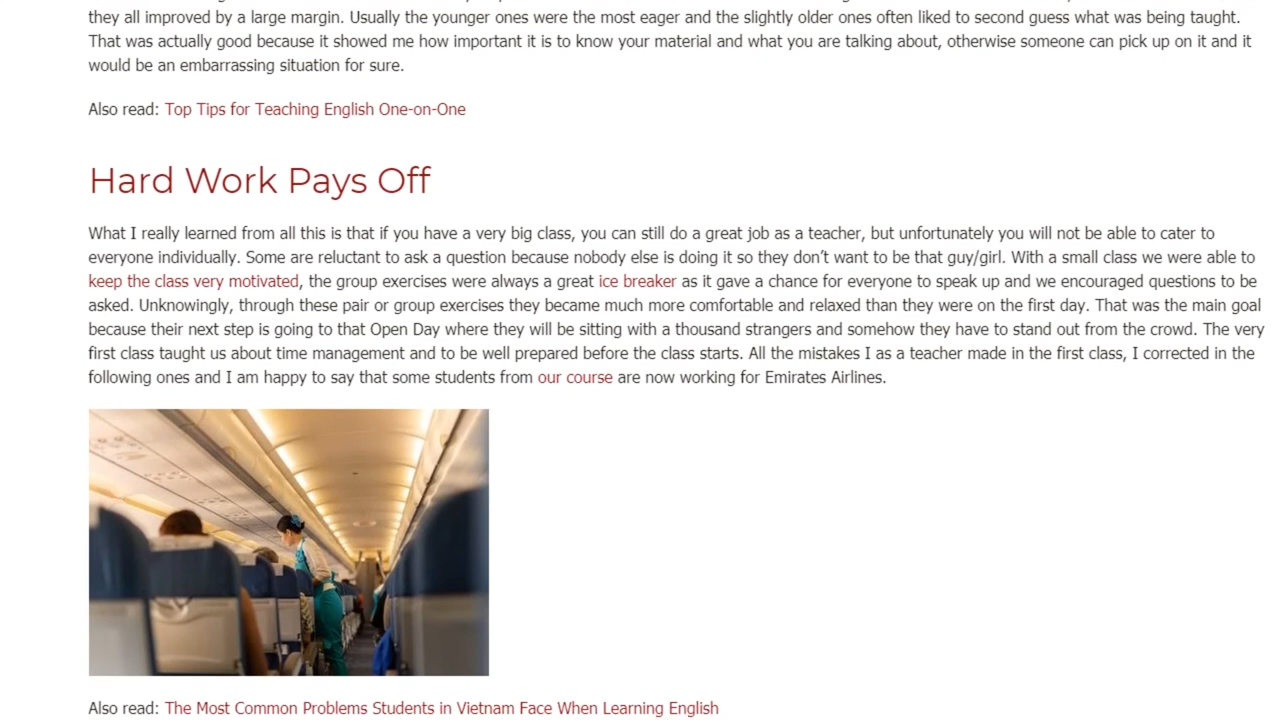 they all improved by a large margin. Usually the younger ones were the most eager and the slightly older ones often liked to second guess what was being taught.
That was actually good because it showed me how important it is to know your material and what you are talking about, otherwise someone can pick up on it and it
would be an embarrassing situation for sure.
Also read: Top Tips for Teaching English One-on-One
Hard Work Pays Off
What I really learned from all this is that if you have a very big class, you can still do a great job as a teacher, but unfortunately you will not be able to cater to
everyone individually. Some are reluctant to ask a question because nobody else is doing it so they don’t want to be that guy/girl. With a small class we were able to
keep the class very motivated, the group exercises were always a great ice breaker as it gave a chance for everyone to speak up and we encouraged questions to be
asked. Unknowingly, through these pair or group exercises they became much more comfortable and relaxed than they were on the first day. That was the main goal
because their next step is going to that Open Day where they will be sitting with a thousand strangers and somehow they have to stand out from the crowd. The very
first class taught us about time management and to be well prepared before the class starts. All the mistakes I as a teacher made in the first class, I corrected in the
following ones and I am happy to say that some students from our course are now working for Emirates Airlines.
Also read: The Most Common Problems Students in Vietnam Face When Learning English